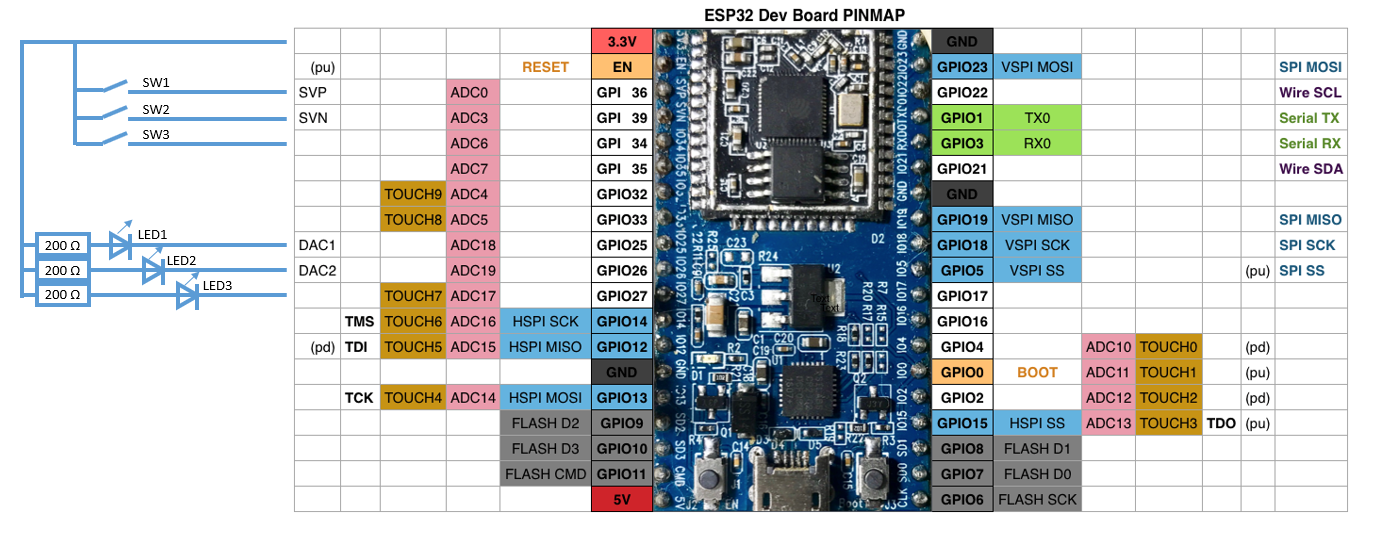 ESP32 Dev Board PINMAP
3.3V GND
(pu) RESET EN GPIO23 VSPI MOSI SPI MOSI
SW1
SVP ADC0 GPI 36 GPIO22 Wire SCL
SW2
SVN ADC3 GPI 39 GPIO1 TX0 Serial TX
SW3
ADC6 GPI 34 GPIO3 RX0 Serial RX
ADC7 GPI 35 GPIO21 Wire SDA
TOUCH9 ADC4 GPIO32 GND
TOUCH8 ADC5 GPIO33 GPIO19 VSPI MISO SPI MISO
LED1
200 Ω DAC1 ADC18 GPIO25 GPIO18 VSPI SCK SPI SCK
LED2
200 Ω DAC2 ADC19 GPIO26 GPIO5 VSPI SS (pu) SPI SS
LED3
200 Ω TOUCH7 ADC17 GPIO27 GPIO17
TMS TOUCH6 ADC16 HSPI SCK GPIO14 GPIO16
(pd) TDI TOUCH5 ADC15 HSPI MISO GPIO12 GPIO4 ADC10 TOUCH0 (pd)
GND GPIO0 BOOT ADC11 TOUCH1 (pu)
TCK TOUCH4 ADC14 HSPI MOSI GPIO13 GPIO2 ADC12 TOUCH2 (pd)
FLASH D2 GPIO9 GPIO15 HSPI SS ADC13 TOUCH3 TDO (pu)
FLASH D3 GPIO10 GPIO8 FLASH D1
FLASH CMD GPIO11 GPIO7 FLASH D0
5V GPIO6 FLASH SCK